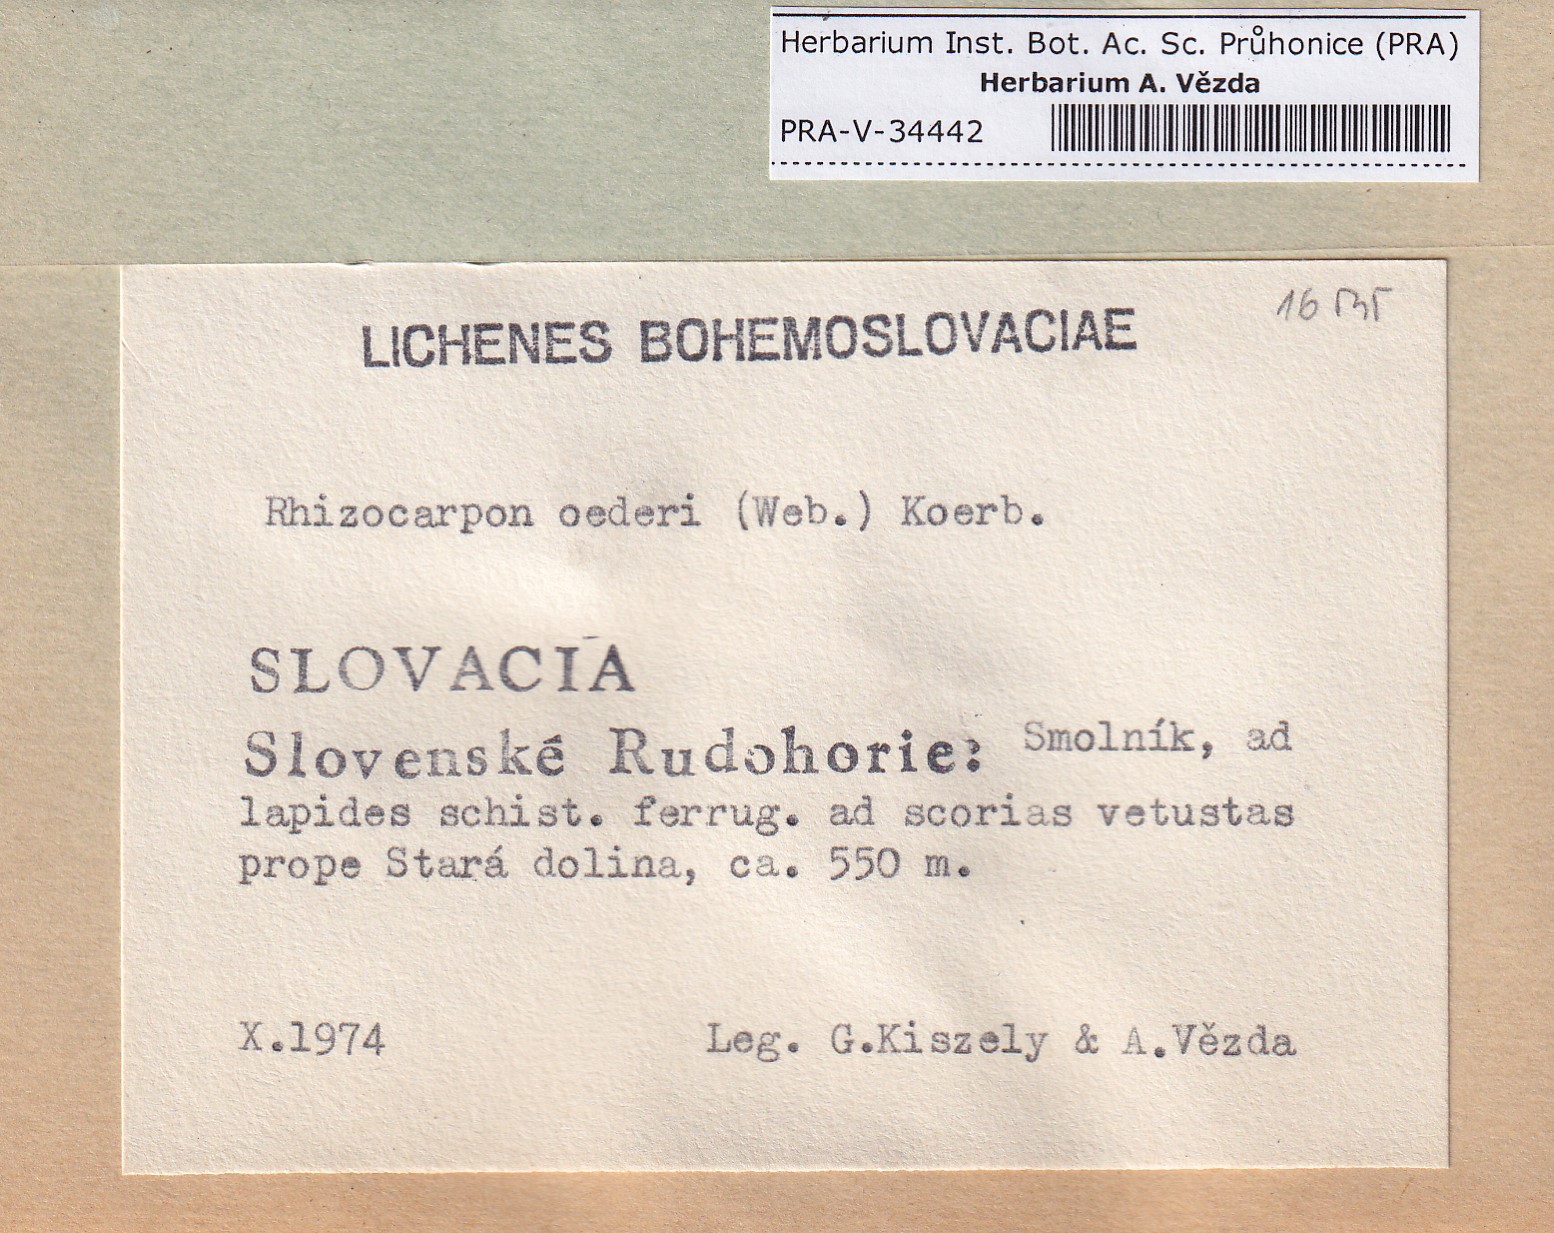 Herbarium Inst. Bot. Ac. Sc. Průhonice (PRA)
Herbarium A. Vězda
PRA-V-34442
LICHENES BOHEMOSLOVACIAE
Rhizocarpon oederi (Web.) Koerb.
SLOVACIA
Slovenské Rudohorie: Smolník, ad
lapides schist. ferrug. ad scorias vetustas
prope Stará dolina, ca. 550 m.
X.1974 Leg. G.Kiszely & A.Vězda